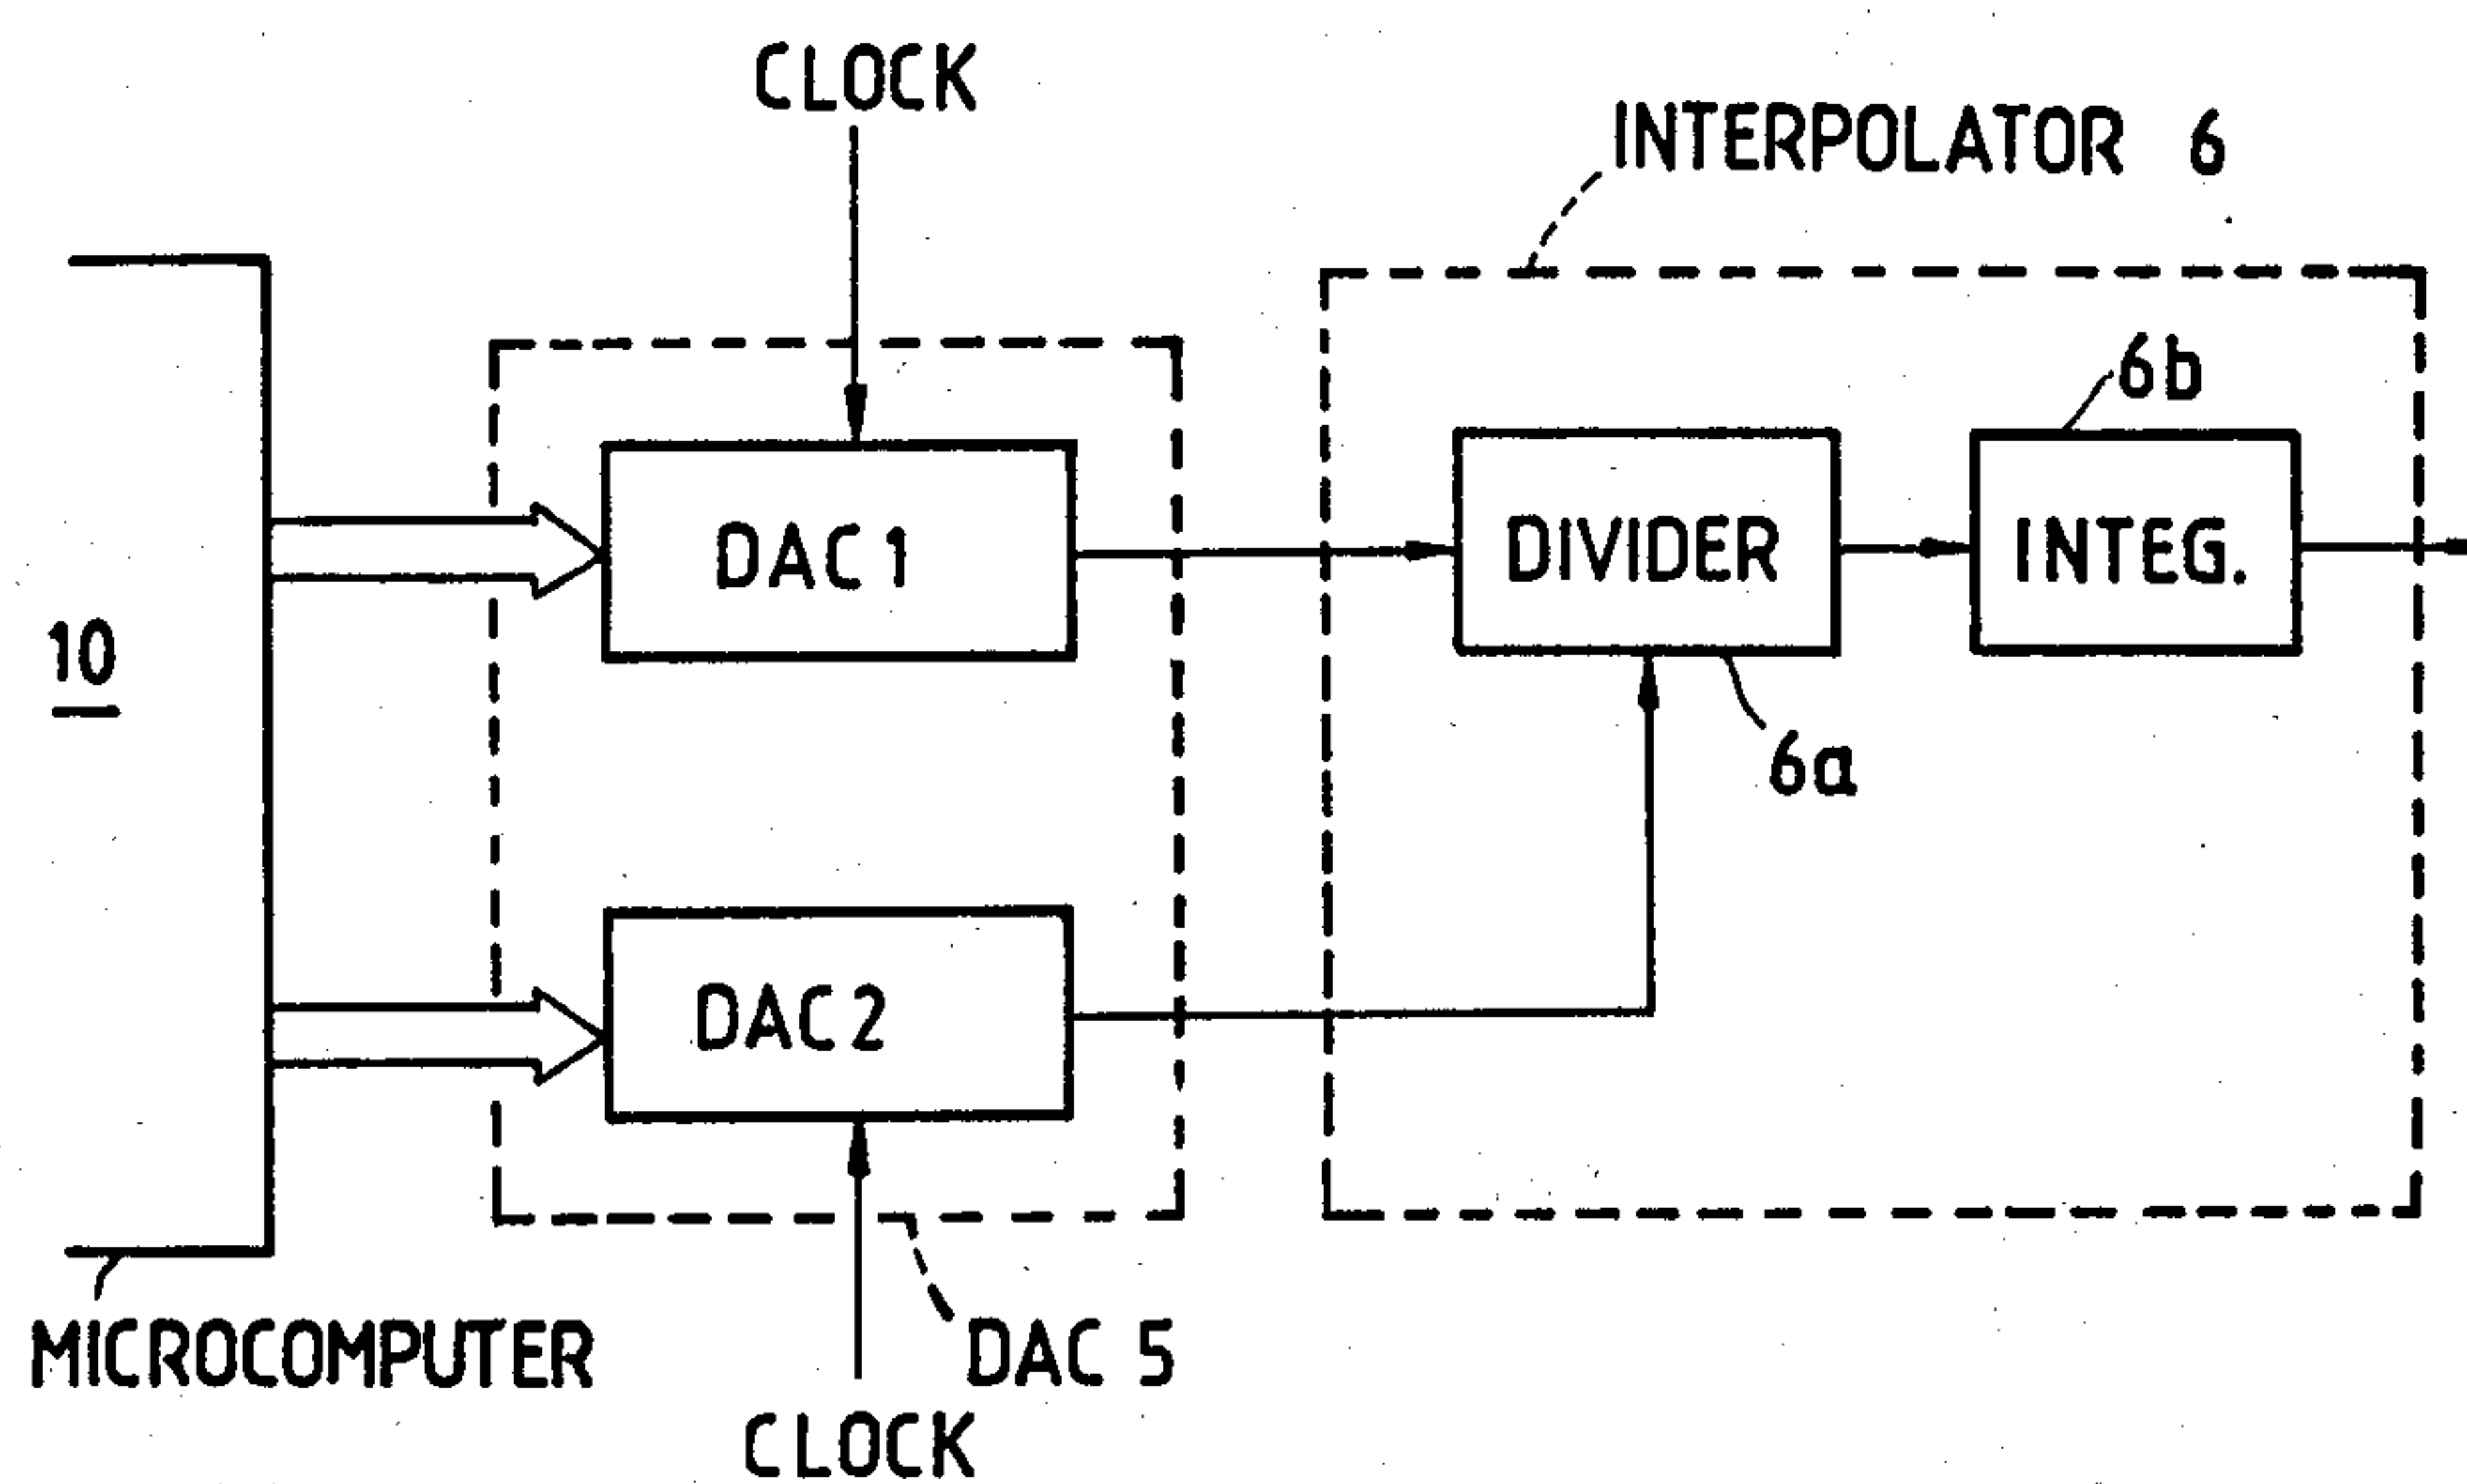 CLOCK
INTERPOLATOR 6
6b
DAC 1
DIVIDER
INTEG.
10
6a
DAC 2
MICROCOMPUTER
DAC 5
CLOCK